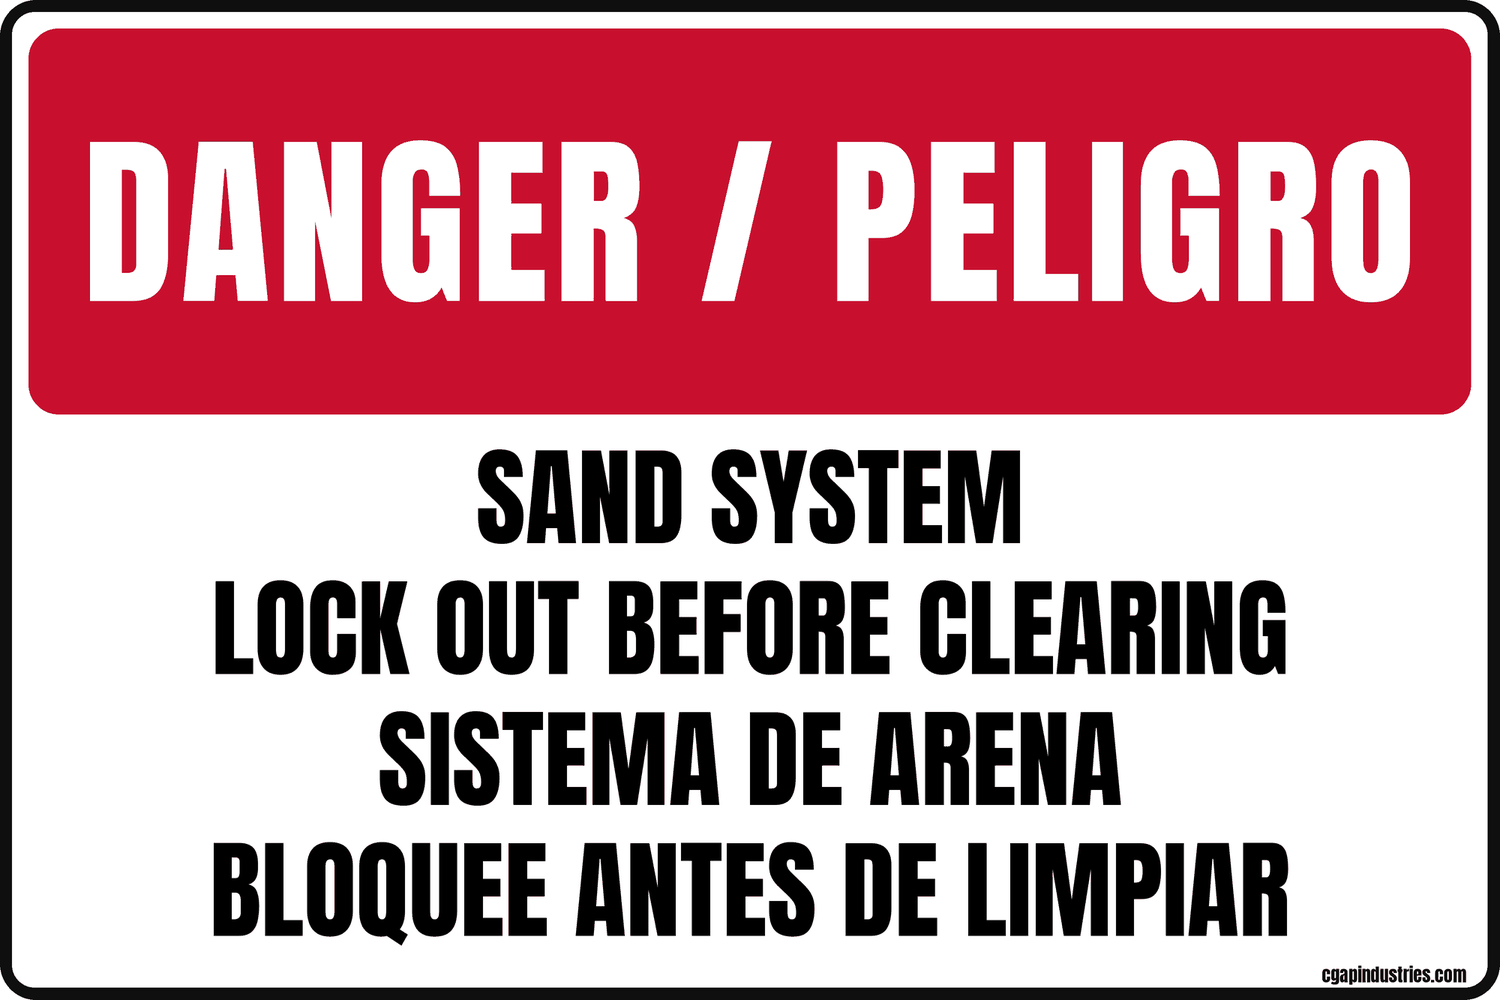 DANGER / PELIGRO
SAND SYSTEM
LOCK OUT BEFORE CLEARING
SISTEMA DE ARENA
BLOQUEE ANTES DE LIMPIAR
cgapindustries.com